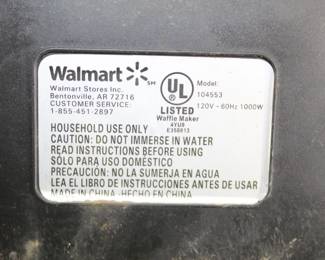 Walmart SM
Walmart Stores Inc.
Bentonville, AR 72716
CUSTOMER SERVICE:
1-855-451-2897
UL
LISTED
Waffle Maker
4YU9
E358613
Model:
104553
120V~60Hz 1000W
HOUSEHOLD USE ONLY
CAUTION: DO NOT IMMERSE IN WATER
READ INSTRUCTIONS BEFORE USING
SÓLO PARA USO DOMÉSTICO
PRECAUCIÓN: NO LA SUMERJA EN AGUA
LEA EL LIBRO DE INSTRUCCIONES ANTES DE USAR
MADE IN CHINA -HECHO EN CHINA